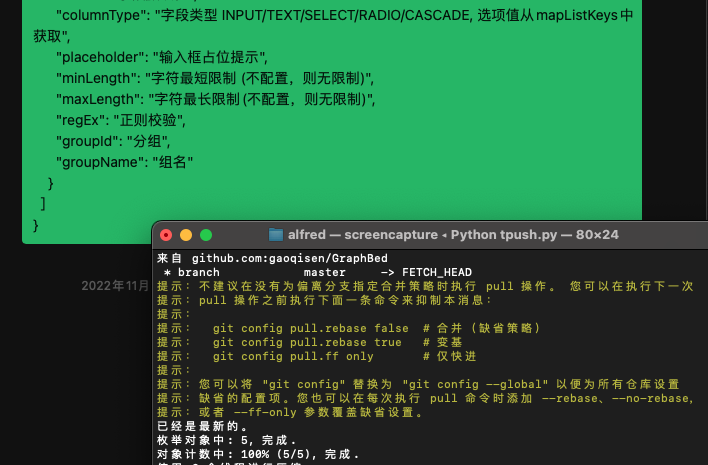 "columnType": "字段类型 INPUT/TEXT/SELECT/RADIO/CASCADE, 选项值从mapListKeys中
获取",
"placeholder": "输入框占位提示",
"minLength": "字符最短限制 (不配置，则无限制)",
"maxLength": "字符最长限制 (不配置，则无限制)",
"regEx": "正则校验",
"groupId": "分组",
"groupName": "组名"
}
]
}
2022年11月
alfred — screencapture ◂ Python tpush.py — 80×24
来自 github.com:gaoqisen/GraphBed
* branch master -> FETCH_HEAD
提示：不建议在没有为偏离分支指定合并策略时执行 pull 操作。 您可以在执行下一次
提示：pull 操作之前执行下面一条命令来抑制本消息：
提示：
提示： git config pull.rebase false # 合并（缺省策略）
提示： git config pull.rebase true # 变基
提示： git config pull.ff only # 仅快进
提示：
提示：您可以将 "git config" 替换为 "git config --global" 以便为所有仓库设置
提示：缺省的配置项。您也可以在每次执行 pull 命令时添加 --rebase、--no-rebase,
提示：或者 --ff-only 参数覆盖缺省设置。
已经是最新的。
枚举对象中: 5, 完成.
对象计数中: 100% (5/5), 完成.